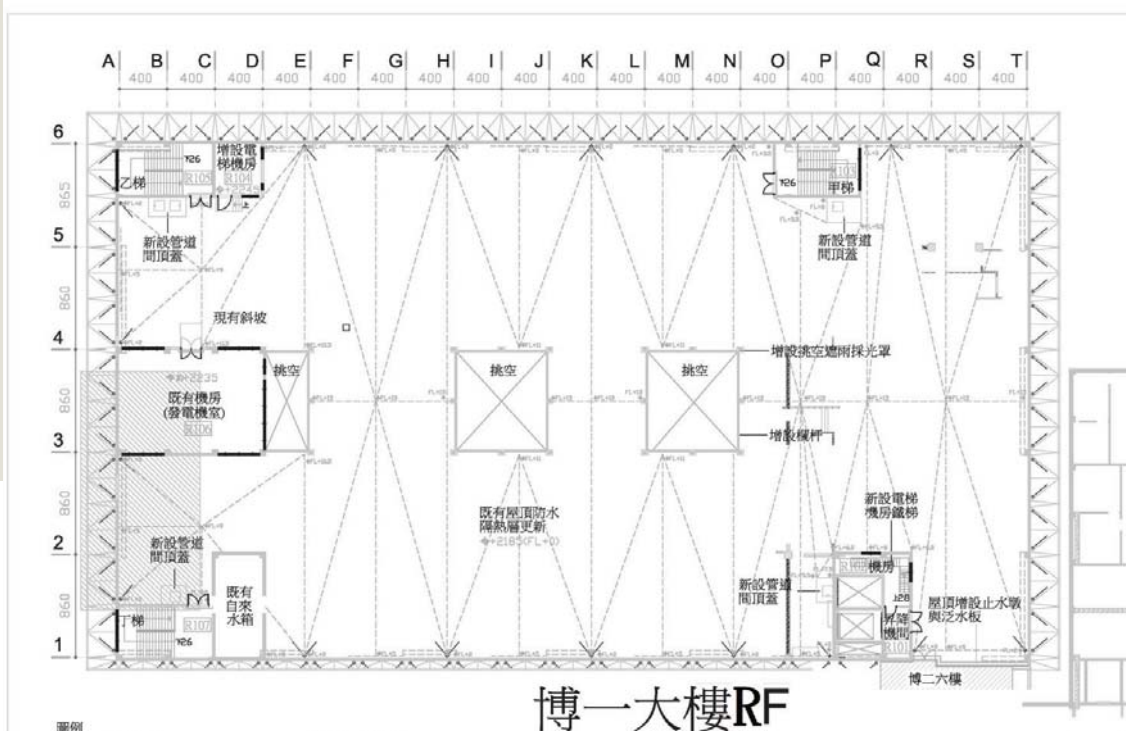 A B C D E F G H I J K L M N O P Q R S T
400 400 400 400 400 400 400 400 400 400 400 400 400 400 400 400 400 400 400
6
5
4
3
2
1
865
860
860
860
860
乙梯
R105
增設電
梯機房
R104
上
新設管道
間頂蓋
R103
甲梯
新設管道
間頂蓋
現有斜坡
挑空
挑空
挑空
增設挑空遮雨採光罩
+2235
既有機房
(發電機室)
R106
增設欄杆
既有屋頂防水
隔熱層更新
+2185(FL+0)
新設電梯
機房鐵梯
新設管道
間頂蓋
機房
既有
自來
水箱
新設管道
間頂蓋
屋頂增設止水墩
與泛水板
丁梯
R107
昇降
機間
R101
博二六樓
博一大樓RF
圖例